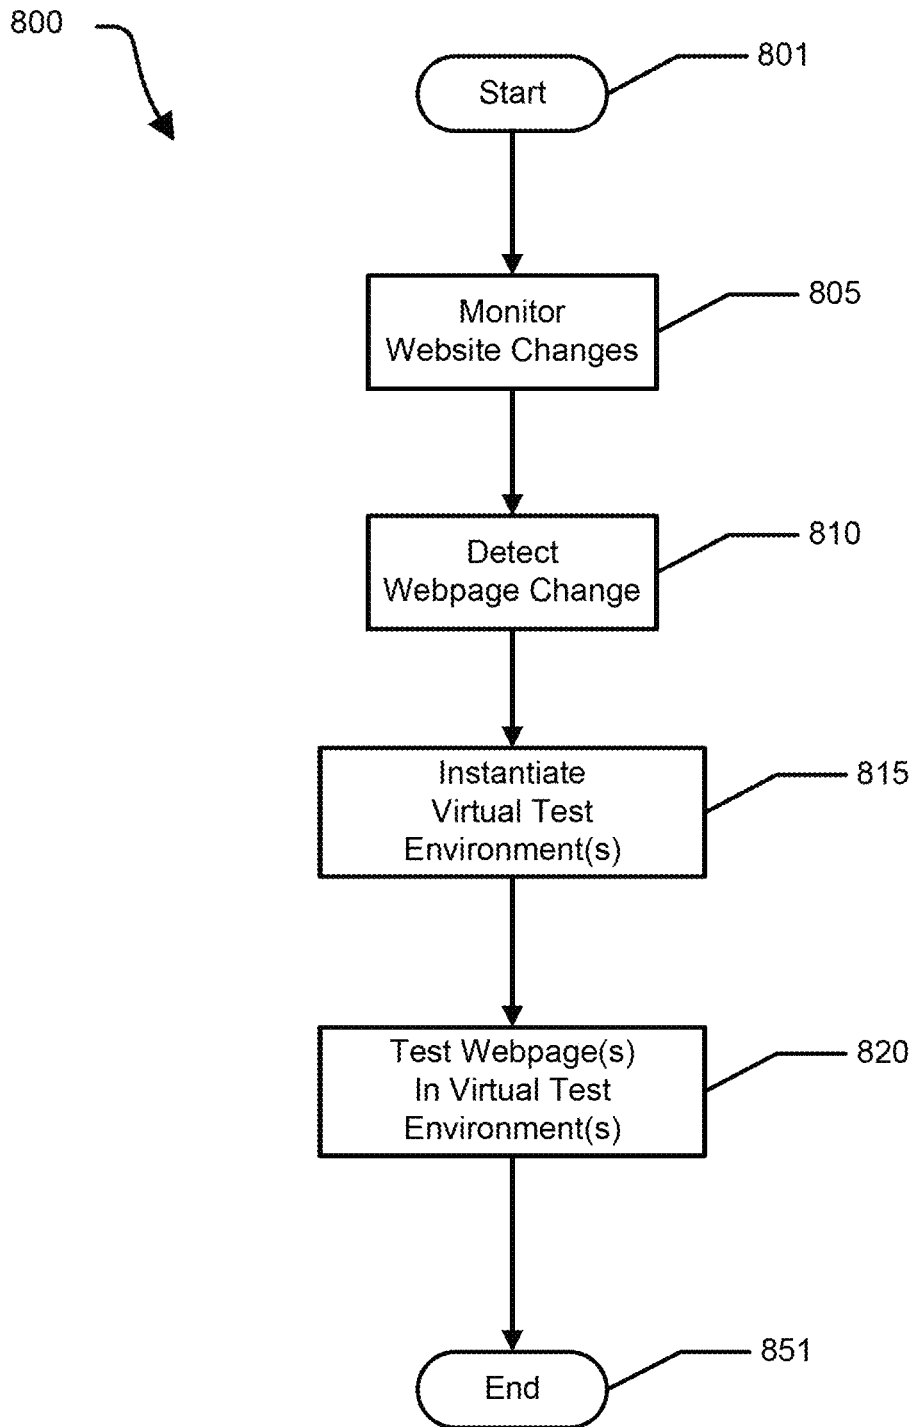 800
Start
801
Monitor
Website Changes
805
Detect
Webpage Change
810
Instantiate
Virtual Test
Environment(s)
815
Test Webpage(s)
In Virtual Test
Environment(s)
820
End
851